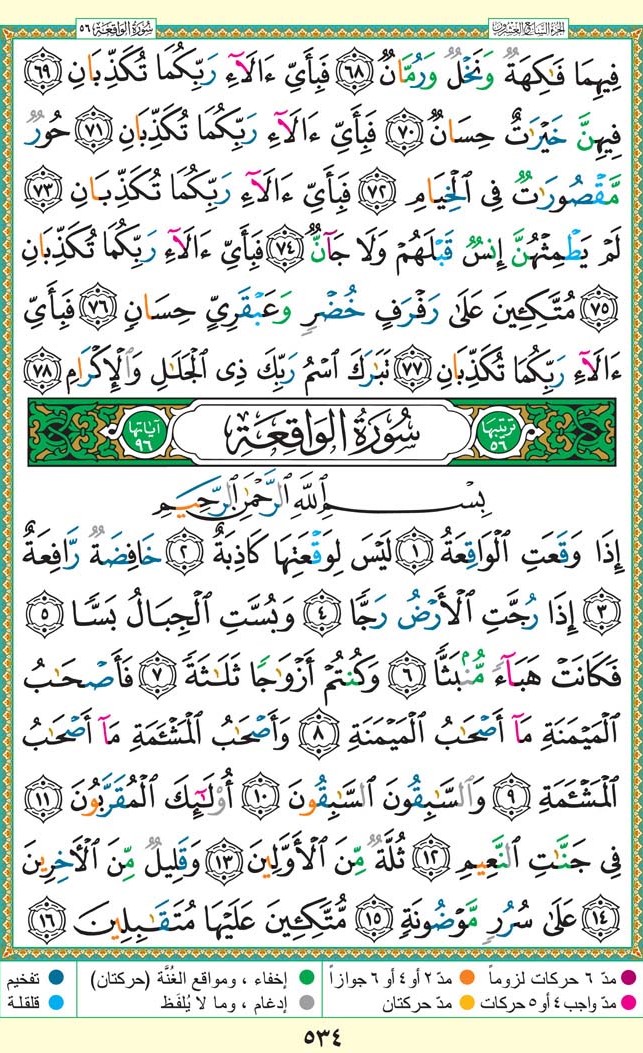 الجزء السابع والعشرون سُورَةُ الوَاقِعَة ٥٦
فِيهِمَا فَٰكِهَةٌ وَنَخْلٌ وَرُمَّانٌ ٦٨ فَبِأَيِّ ءَالَآءِ رَبِّكُمَا تُكَذِّبَانِ ٦٩
فِيهِنَّ خَيْرَٰتٌ حِسَانٌ ٧٠ فَبِأَيِّ ءَالَآءِ رَبِّكُمَا تُكَذِّبَانِ ٧١ حُورٌ
مَّقْصُورَٰتٌ فِى الْخِيَامِ ٧٢ فَبِأَيِّ ءَالَآءِ رَبِّكُمَا تُكَذِّبَانِ ٧٣
لَمْ يَطْمِثْهُنَّ إِنسٌ قَبْلَهُمْ وَلَا جَآنٌّ ٧٤ فَبِأَيِّ ءَالَآءِ رَبِّكُمَا تُكَذِّبَانِ
٧٥ مُتَّكِـِٔينَ عَلَىٰ رَفْرَفٍ خُضْرٍ وَعَبْقَرِيٍّ حِسَانٍ ٧٦ فَبِأَيِّ
ءَالَآءِ رَبِّكُمَا تُكَذِّبَانِ ٧٧ تَبَٰرَكَ ٱسْمُ رَبِّكَ ذِى ٱلْجَلَٰلِ وَٱلْإِكْرَامِ ٧٨
ترتيبها ٥٦ سُورَةُ الوَاقِعَةِ آياتها ٩٦
بِسْمِ ٱللَّهِ ٱلرَّحْمَٰنِ ٱلرَّحِيمِ
إِذَا وَقَعَتِ ٱلْوَاقِعَةُ ١ لَيْسَ لِوَقْعَتِهَا كَاذِبَةٌ ٢ خَافِضَةٌ رَّافِعَةٌ
٣ إِذَا رُجَّتِ ٱلْأَرْضُ رَجًّا ٤ وَبُسَّتِ ٱلْجِبَالُ بَسًّا ٥
فَكَانَتْ هَبَآءً مُّنۢبَثًّا ٦ وَكُنتُمْ أَزْوَٰجًا ثَلَٰثَةً ٧ فَأَصْحَٰبُ
ٱلْمَيْمَنَةِ مَآ أَصْحَٰبُ ٱلْمَيْمَنَةِ ٨ وَأَصْحَٰبُ ٱلْمَشْـَٔمَةِ مَآ أَصْحَٰبُ
ٱلْمَشْـَٔمَةِ ٩ وَٱلسَّٰبِقُونَ ٱلسَّٰبِقُونَ ١٠ أُو۟لَٰٓئِكَ ٱلْمُقَرَّبُونَ ١١
فِى جَنَّٰتِ ٱلنَّعِيمِ ١٢ ثُلَّةٌ مِّنَ ٱلْأَوَّلِينَ ١٣ وَقَلِيلٌ مِّنَ ٱلْأَخِرِينَ
١٤ عَلَىٰ سُرُرٍ مَّوْضُونَةٍ ١٥ مُّتَّكِـِٔينَ عَلَيْهَا مُتَقَٰبِلِينَ ١٦
مدّ ٦ حركات لزوماً مدّ ٢ أو ٤ أو ٦ جوازاً إخفاء ، ومواقع الغُنَّة (حركتان) تفخيم
مدّ واجب ٤ أو ٥ حركات مدّ حركتان إدغام ، وما لا يُلفَظ قلقلة
٥٣٤